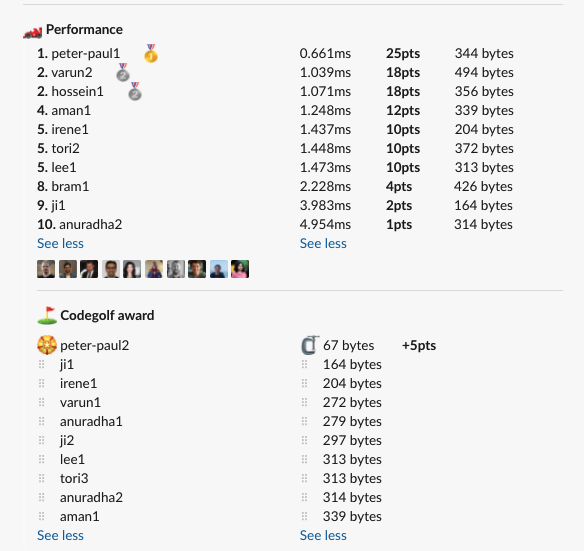 Performance
1. peter-paul1 0.661ms 25pts 344 bytes
2. varun2 1.039ms 18pts 494 bytes
2. hossein1 1.071ms 18pts 356 bytes
4. aman1 1.248ms 12pts 339 bytes
5. irene1 1.437ms 10pts 204 bytes
5. tori2 1.448ms 10pts 372 bytes
5. lee1 1.473ms 10pts 313 bytes
8. bram1 2.228ms 4pts 426 bytes
9. ji1 3.983ms 2pts 164 bytes
10. anuradha2 4.954ms 1pts 314 bytes
See less See less
Codegolf award
peter-paul2 67 bytes +5pts
ji1 164 bytes
irene1 204 bytes
varun1 272 bytes
anuradha1 279 bytes
ji2 297 bytes
lee1 313 bytes
tori3 313 bytes
anuradha2 314 bytes
aman1 339 bytes
See less See less